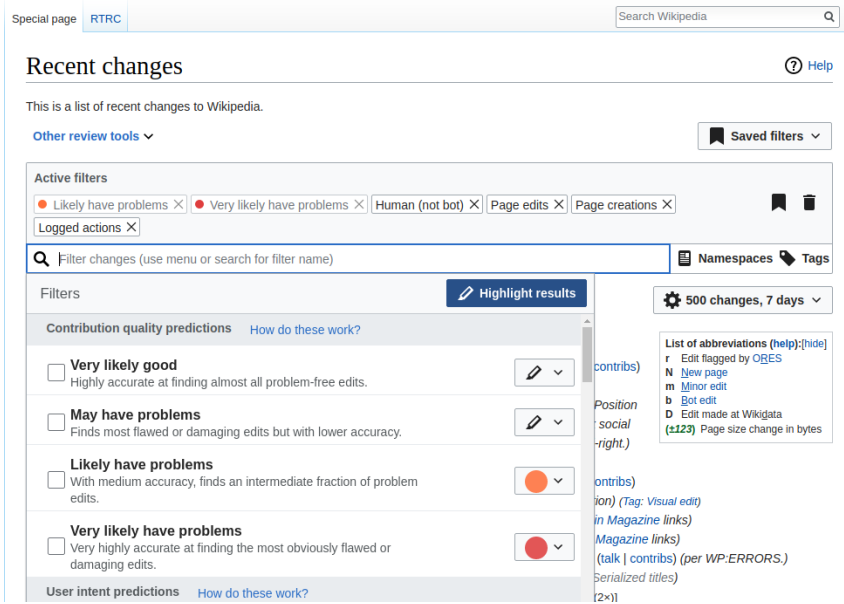 Special page RTRC Search Wikipedia
Recent changes Help
This is a list of recent changes to Wikipedia.
Other review tools Saved filters
Active filters
Likely have problems Very likely have problems Human (not bot) Page edits Page creations
Logged actions
Filter changes (use menu or search for filter name) Namespaces Tags
Filters Highlight results 500 changes, 7 days
Contribution quality predictions How do these work?
Very likely good
Highly accurate at finding almost all problem-free edits.
May have problems
Finds most flawed or damaging edits but with lower accuracy.
Likely have problems
With medium accuracy, finds an intermediate fraction of problem
edits.
Very likely have problems
Very highly accurate at finding the most obviously flawed or
damaging edits.
User intent predictions How do these work?
List of abbreviations (help):[hide]
r Edit flagged by ORES
N New page
m Minor edit
b Bot edit
D Edit made at Wikidata
(±123) Page size change in bytes
contribs)
Position
social
-right.)
ontribs)
ion) (Tag: Visual edit)
in Magazine links)
Magazine links)
(talk | contribs) (per WP:ERRORS.)
Serialized titles)
(2×)]